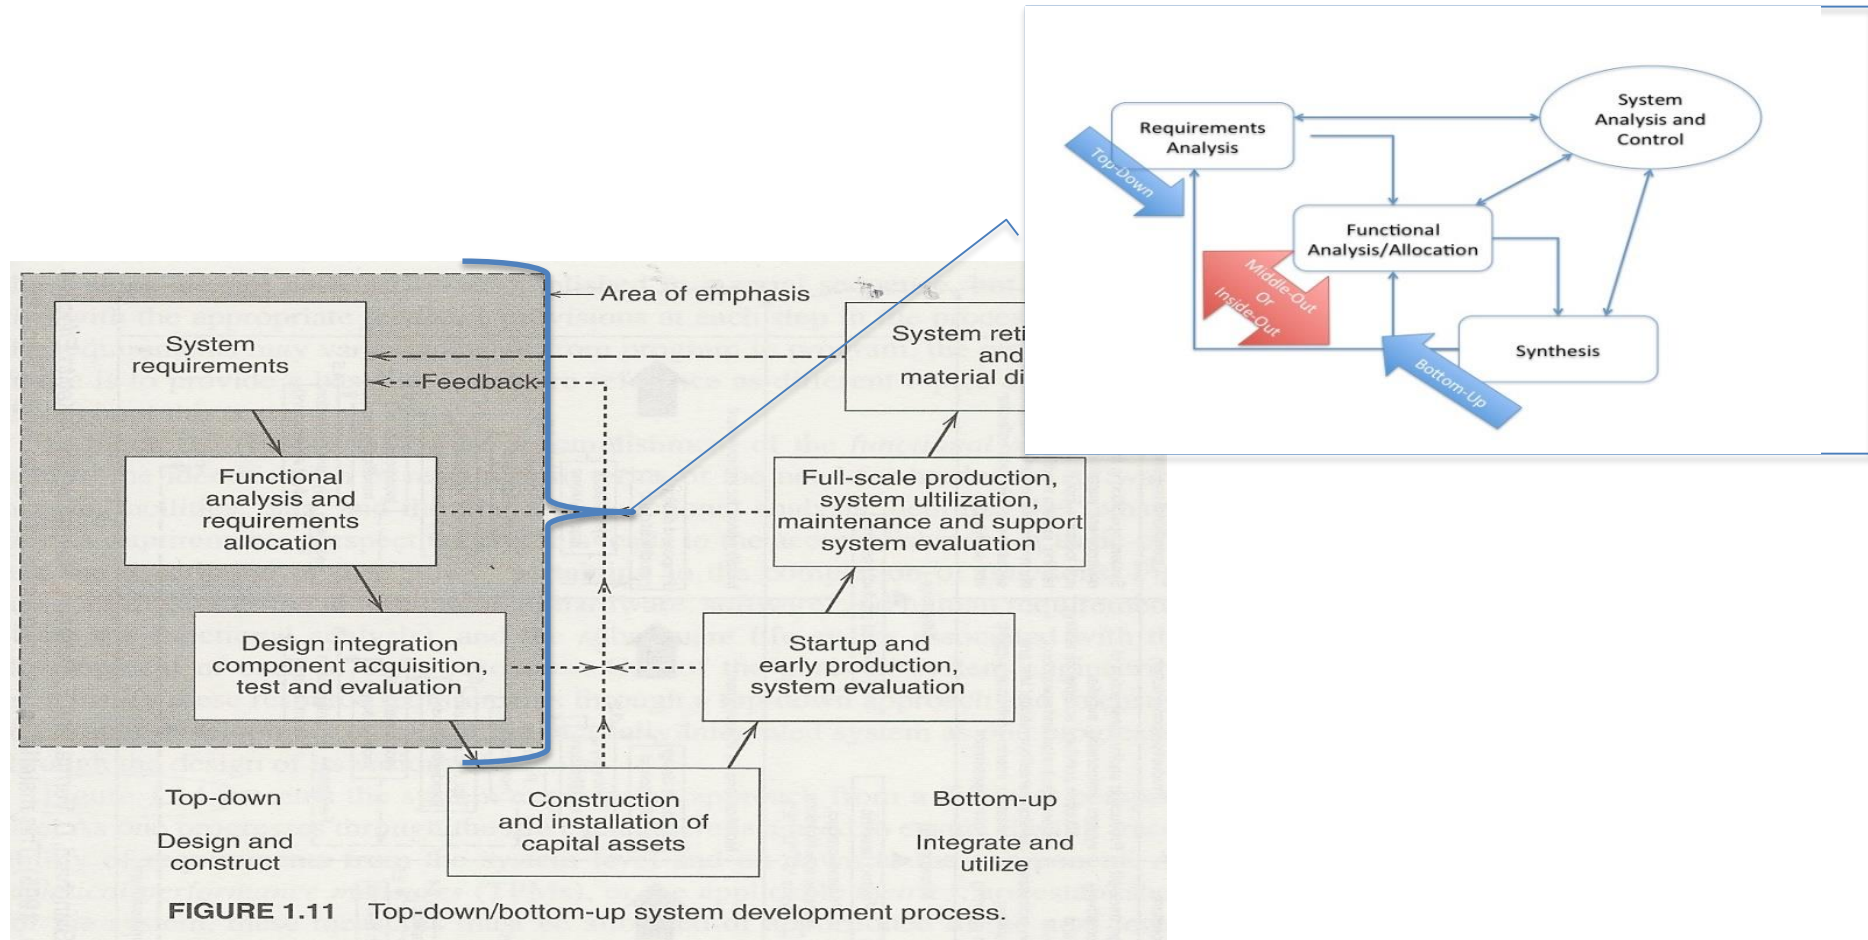 Requirements
Analysis
System
Analysis and
Control
Top-Down
Functional
Analysis/Allocation
Middle-Out
Or
Inside-Out
Synthesis
Bottom-Up
Area of emphasis
System
requirements
System reti
and
material di
Feedback
Functional
analysis and
requirements
allocation
Full-scale production,
system ultilization,
maintenance and support
system evaluation
Design integration
component acquisition,
test and evaluation
Startup and
early production,
system evaluation
Top-down
Design and
construct
Construction
and installation of
capital assets
Bottom-up
Integrate and
utilize
FIGURE 1.11 Top-down/bottom-up system development process.